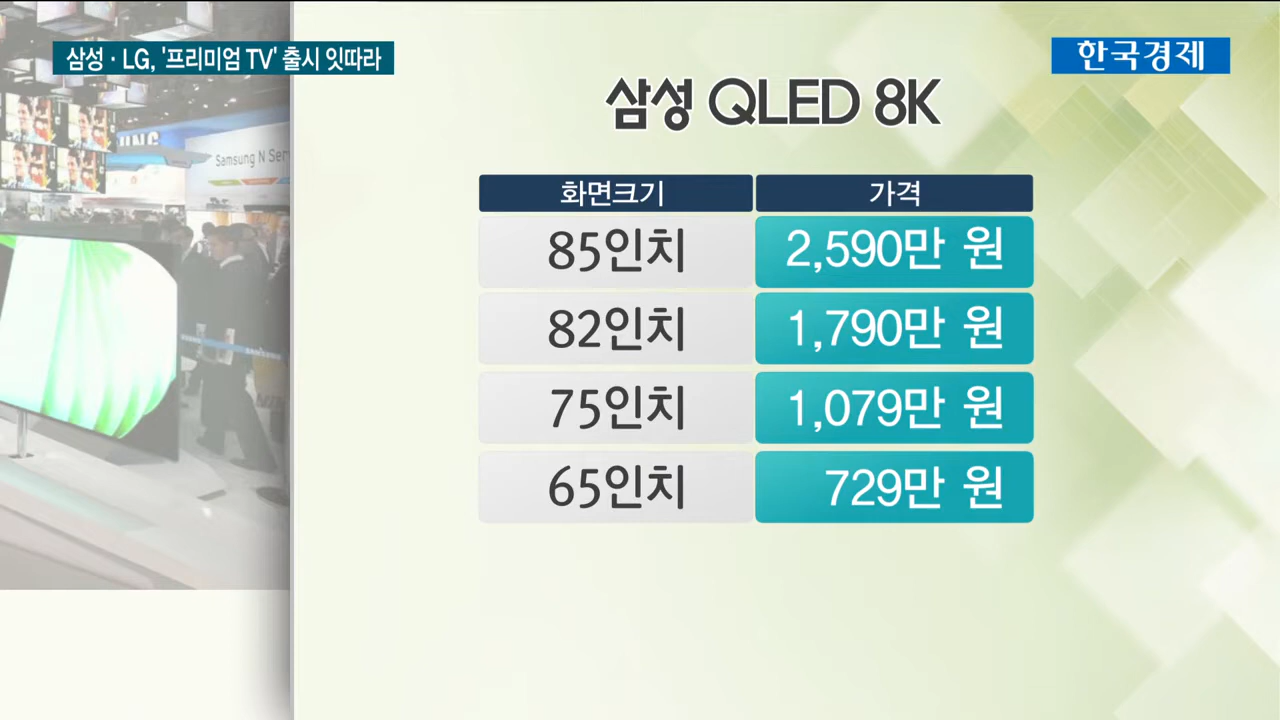 삼성·LG, '프리미엄 TV' 출시 잇따라
한국경제
삼성 QLED 8K
화면크기 가격
85인치 2,590만 원
82인치 1,790만 원
75인치 1,079만 원
65인치 729만 원
Samsung N Serv